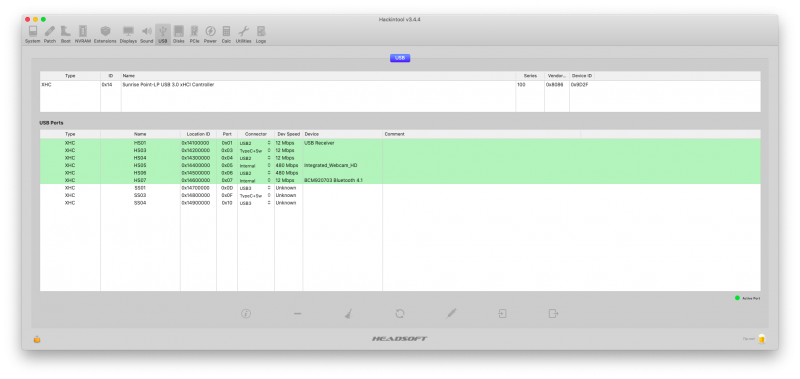 Hackintool v3.4.4
System Patch Boot NVRAM Extensions Displays Sound USB Disks PCIe Power Calc Utilities Logs
USB
Type ID Name Series Vendor... Device ID
XHC 0x14 Sunrise Point-LP USB 3.0 xHCI Controller 100 0x8086 0x9D2F
USB Ports
Type Name Location ID Port Connector Dev Speed Device Comment
XHC HS01 0x14100000 0x01 USB2 12 Mbps USB Receiver
XHC HS03 0x14200000 0x03 TypeC+Sw 12 Mbps
XHC HS04 0x14300000 0x04 USB2 12 Mbps
XHC HS05 0x14400000 0x05 Internal 480 Mbps Integrated_Webcam_HD
XHC HS06 0x14500000 0x06 USB2 480 Mbps
XHC HS07 0x14600000 0x07 Internal 12 Mbps BCM920703 Bluetooth 4.1
XHC SS01 0x14700000 0x0D USB3 Unknown
XHC SS03 0x14800000 0x0F TypeC+Sw Unknown
XHC SS04 0x14900000 0x10 USB3 Unknown
Active Port
HEADSOFT